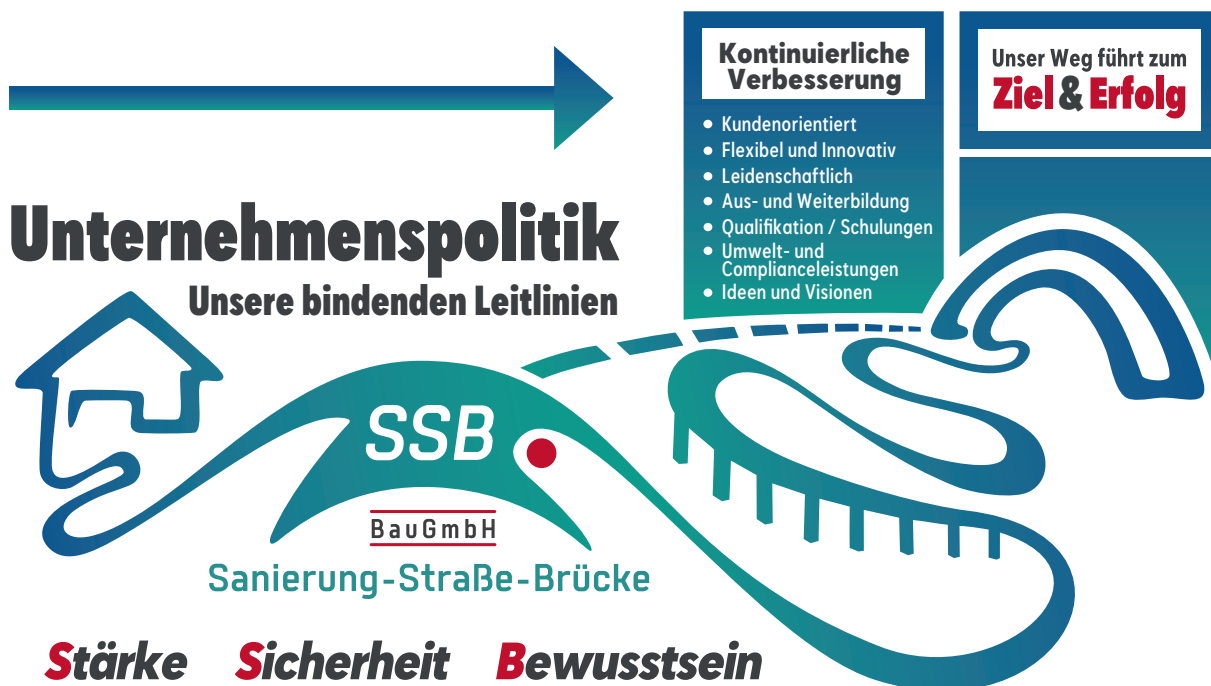 Kontinuierliche
Verbesserung
• Kundenorientiert
• Flexibel und Innovativ
• Leidenschaftlich
• Aus- und Weiterbildung
• Qualifikation / Schulungen
• Umwelt- und
Complianceleistungen
• Ideen und Visionen
Unser Weg führt zum
Ziel & Erfolg
Unternehmenspolitik
Unsere bindenden Leitlinien
SSB
BauGmbH
Sanierung-Straße-Brücke
Stärke Sicherheit Bewusstsein